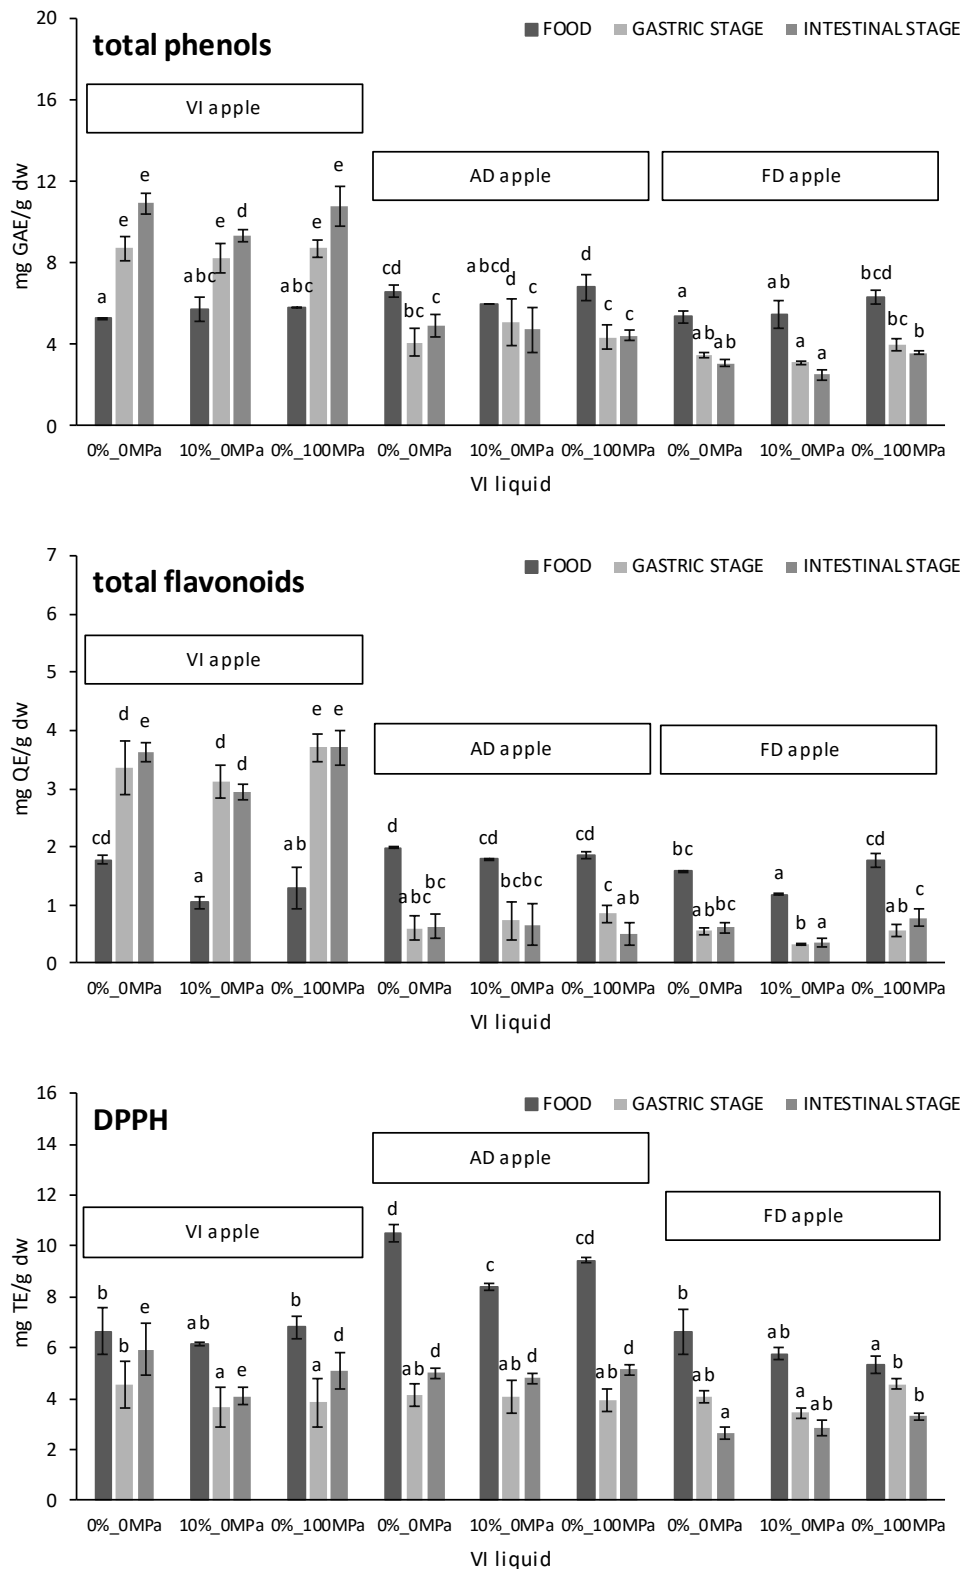 total phenols
FOOD GASTRIC STAGE INTESTINAL STAGE
VI apple
AD apple
FD apple
mg GAE/g dw
20
16
12
8
4
0
a e e
abc e d
abc e e
cd bc c
abcd d c
d c c
a ab ab
ab a a
bcd bc b
0%_0MPa 10%_0MPa 0%_100MPa 0%_0MPa 10%_0MPa 0%_100MPa 0%_0MPa 10%_0MPa 0%_100MPa
VI liquid
total flavonoids
FOOD GASTRIC STAGE INTESTINAL STAGE
VI apple
AD apple
FD apple
mg QE/g dw
7
6
5
4
3
2
1
0
cd d e
a d d
ab e e
d abc bc
cd bc bc
cd c ab
bc ab bc
a b a
cd ab c
0%_0MPa 10%_0MPa 0%_100MPa 0%_0MPa 10%_0MPa 0%_100MPa 0%_0MPa 10%_0MPa 0%_100MPa
VI liquid
DPPH
FOOD GASTRIC STAGE INTESTINAL STAGE
AD apple
VI apple
FD apple
mg TE/g dw
16
14
12
10
8
6
4
2
0
b b e
ab a e
b a d
d ab d
c ab d
cd ab d
b ab a
ab a ab
a b b
0%_0MPa 10%_0MPa 0%_100MPa 0%_0MPa 10%_0MPa 0%_100MPa 0%_0MPa 10%_0MPa 0%_100MPa
VI liquid